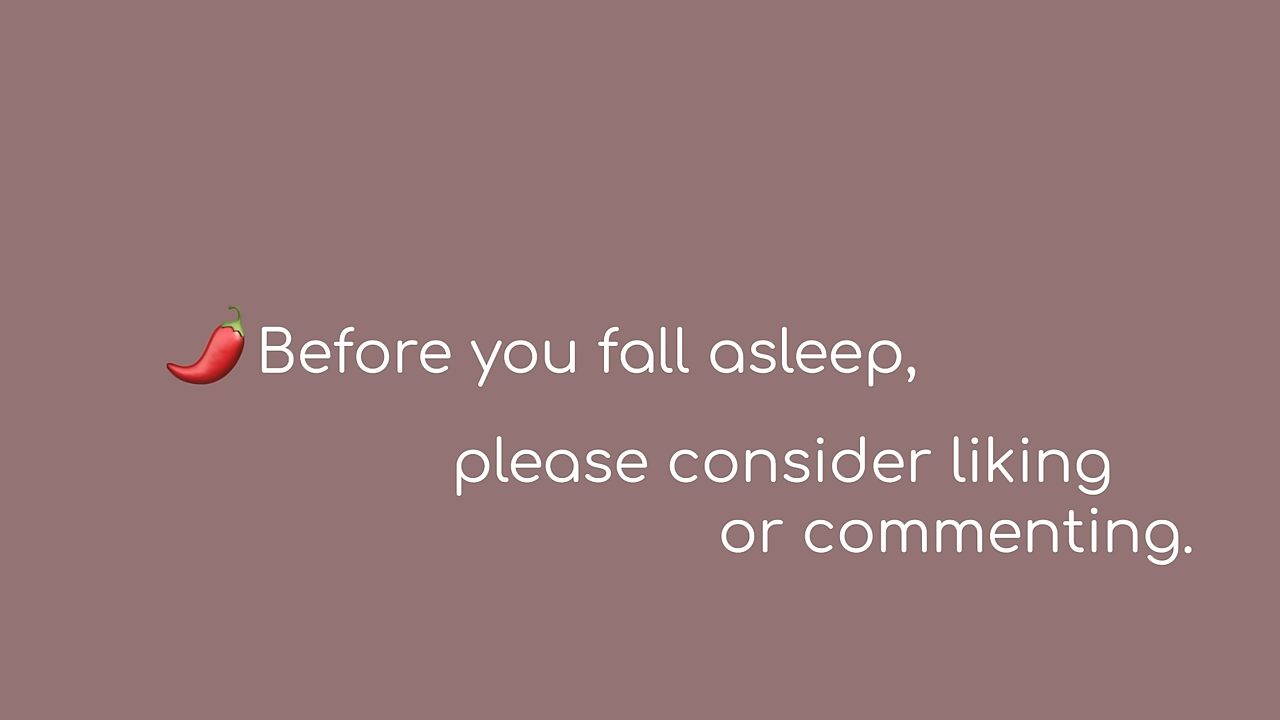 🌶️Before you fall asleep,
please consider liking
or commenting.